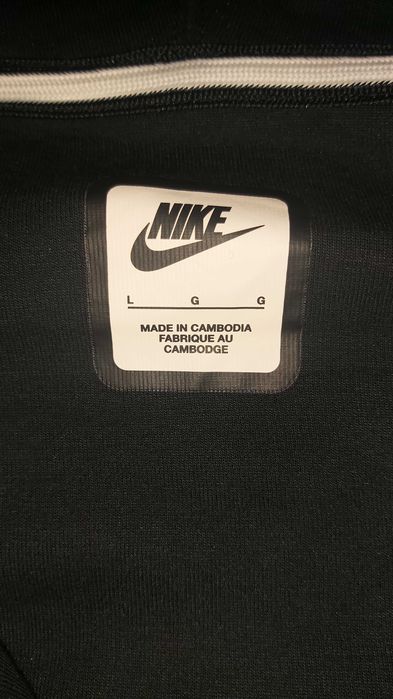 NIKE
L G G
MADE IN CAMBODIA
FABRIQUE AU
CAMBODGE